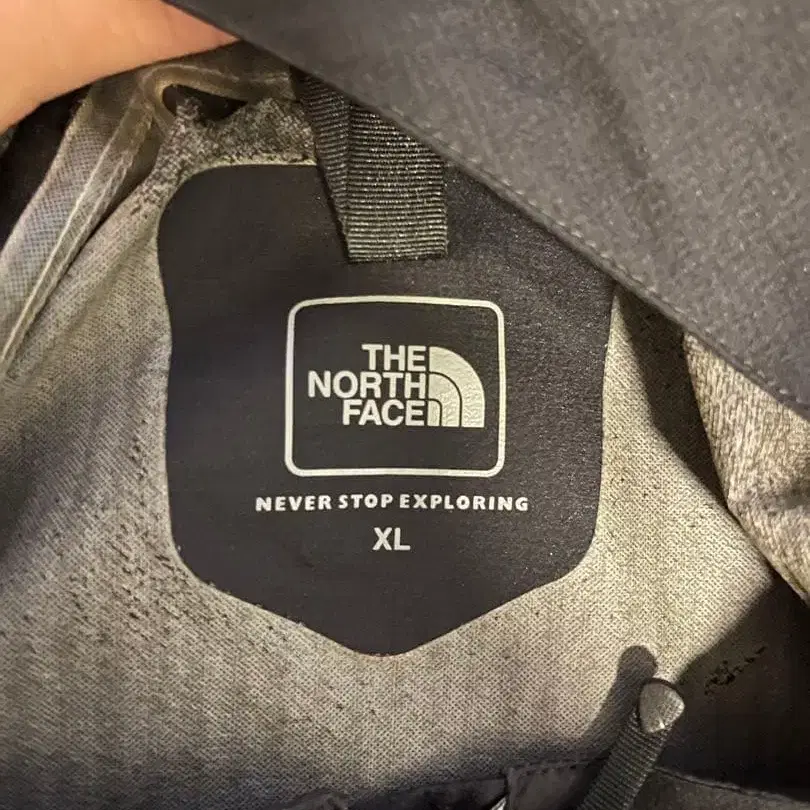 THE
NORTH
FACE
NEVER STOP EXPLORING
XL